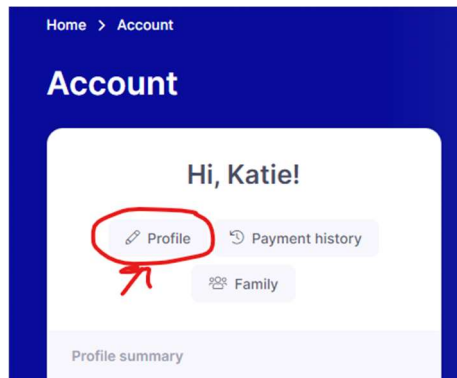 Home > Account
Account
Hi, Katie!
Profile
Payment history
Family
Profile summary